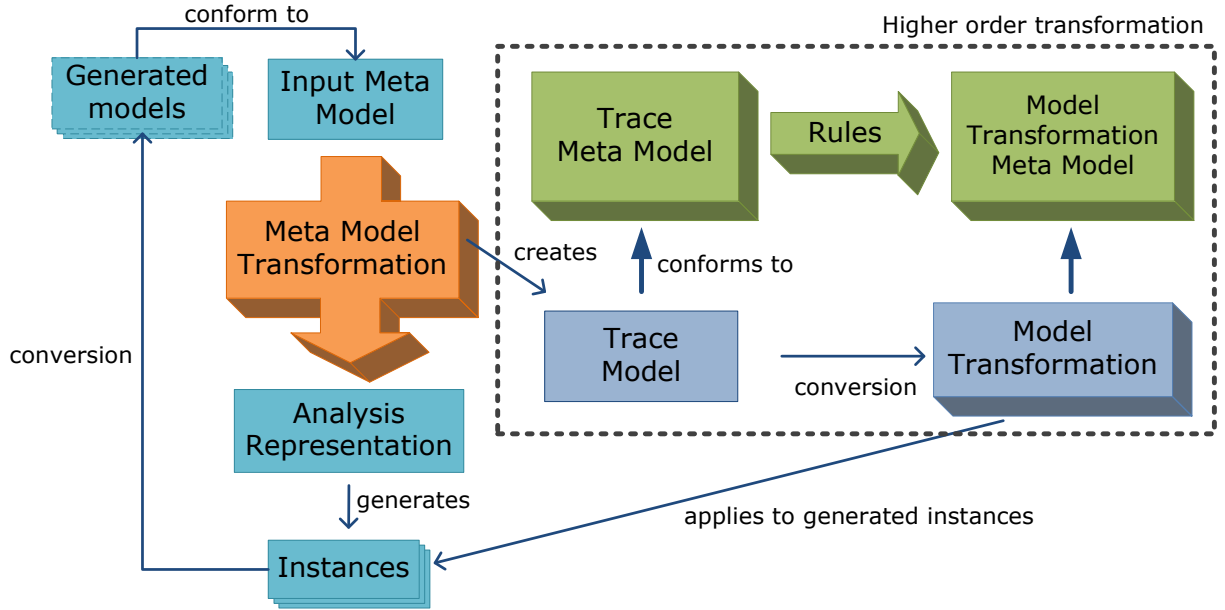 conform to
Higher order transformation
Generated
models
Input Meta
Model
Trace
Meta Model
Rules
Model
Transformation
Meta Model
Meta Model
Transformation
creates
conforms to
conversion
Trace
Model
conversion
Model
Transformation
Analysis
Representation
generates
applies to generated instances
Instances